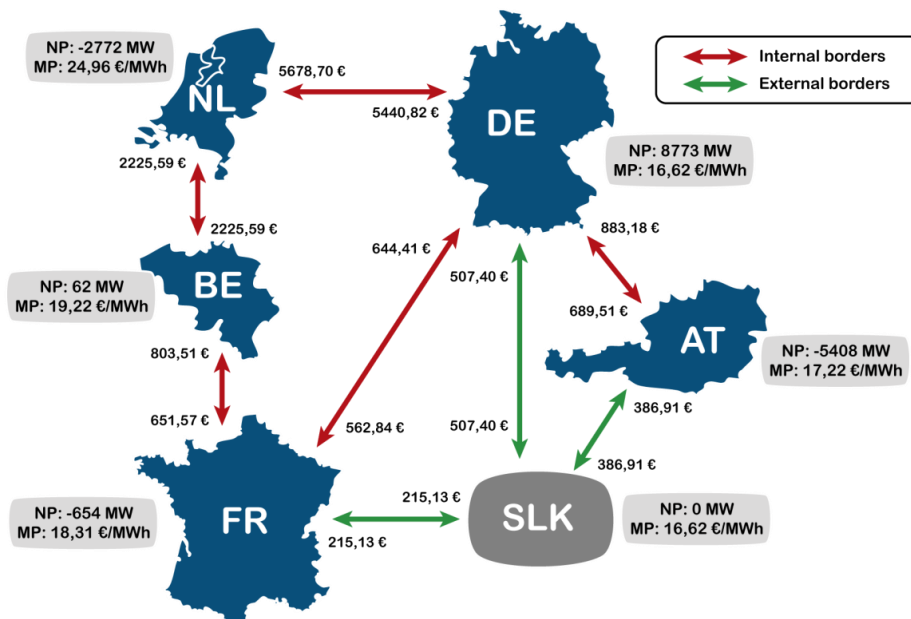 NP: -2772 MW
MP: 24,96 €/MWh
NL
5678,70 €
5440,82 €
DE
Internal borders
External borders
NP: 8773 MW
MP: 16,62 €/MWh
2225,59 €
2225,59 €
644,41 €
507,40 €
883,18 €
NP: 62 MW
MP: 19,22 €/MWh
BE
689,51 €
AT
NP: -5408 MW
MP: 17,22 €/MWh
803,51 €
651,57 €
562,84 €
507,40 €
386,91 €
386,91 €
NP: -654 MW
MP: 18,31 €/MWh
FR
215,13 €
215,13 €
SLK
NP: 0 MW
MP: 16,62 €/MWh